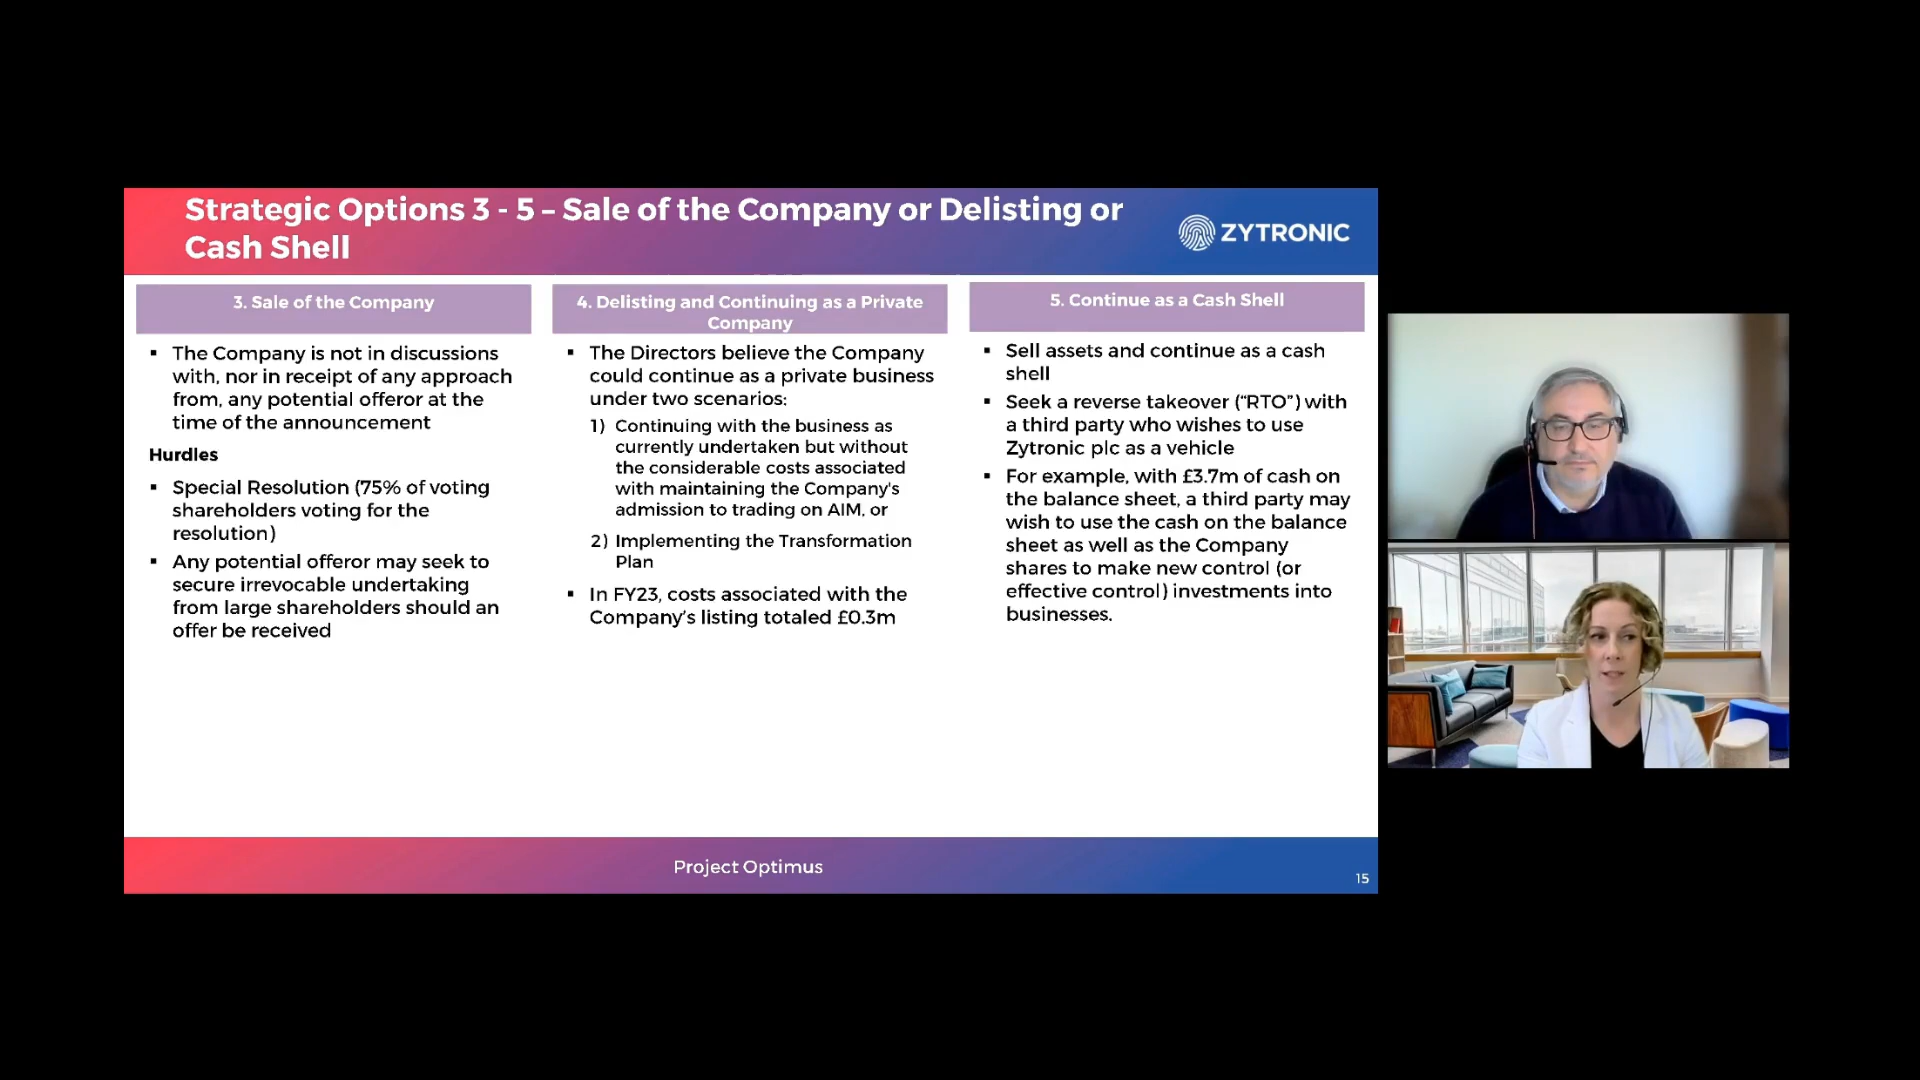 Strategic Options 3 - 5 – Sale of the Company or Delisting or
Cash Shell
ZYTRONIC
3. Sale of the Company
▪ The Company is not in discussions
with, nor in receipt of any approach
from, any potential offeror at the
time of the announcement
Hurdles
▪ Special Resolution (75% of voting
shareholders voting for the
resolution)
▪ Any potential offeror may seek to
secure irrevocable undertaking
from large shareholders should an
offer be received
4. Delisting and Continuing as a Private
Company
▪ The Directors believe the Company
could continue as a private business
under two scenarios:
1) Continuing with the business as
currently undertaken but without
the considerable costs associated
with maintaining the Company's
admission to trading on AIM, or
2) Implementing the Transformation
Plan
▪ In FY23, costs associated with the
Company's listing totaled £0.3m
5. Continue as a Cash Shell
▪ Sell assets and continue as a cash
shell
▪ Seek a reverse takeover ("RTO") with
a third party who wishes to use
Zytronic plc as a vehicle
▪ For example, with £3.7m of cash on
the balance sheet, a third party may
wish to use the cash on the balance
sheet as well as the Company
shares to make new control (or
effective control) investments into
businesses.
Project Optimus
15